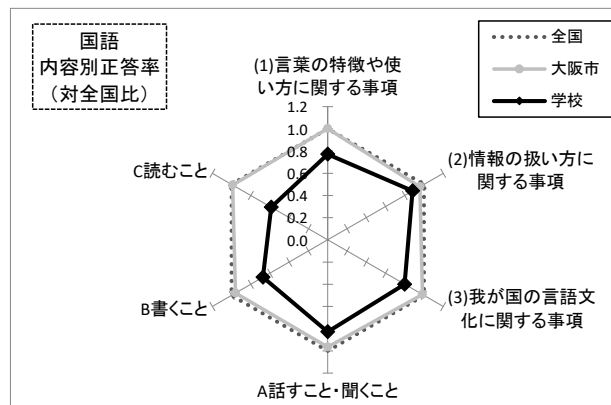 国語
内容別正答率
（対全国比）
全国
大阪市
学校
(1)言葉の特徴や使
い方に関する事項
(2)情報の扱い方に
関する事項
(3)我が国の言語文
化に関する事項
A話すこと・聞くこと
B書くこと
C読むこと
1.2
1.0
0.8
0.6
0.4
0.2
0.0